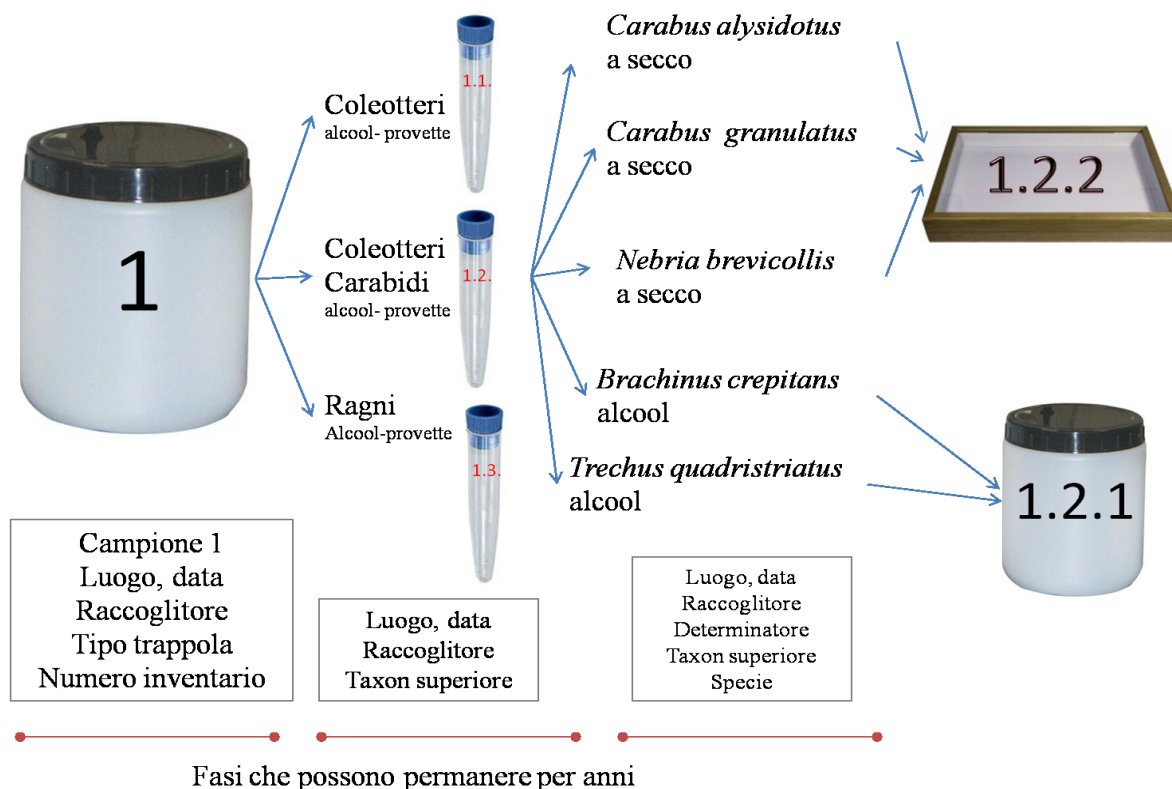 1
Coleotteri
alcool- provette
1.1.
Coleotteri
Carabidi
alcool- provette
1.2.
Ragni
Alcool-provette
1.3.
Carabus alysidotus
a secco
Carabus granulatus
a secco
Nebria brevicollis
a secco
Brachinus crepitans
alcool
Trechus quadristriatus
alcool
1.2.2
1.2.1
Campione 1
Luogo, data
Raccoglitore
Tipo trappola
Numero inventario
Luogo, data
Raccoglitore
Taxon superiore
Luogo, data
Raccoglitore
Determinatore
Taxon superiore
Specie
Fasi che possono permanere per anni